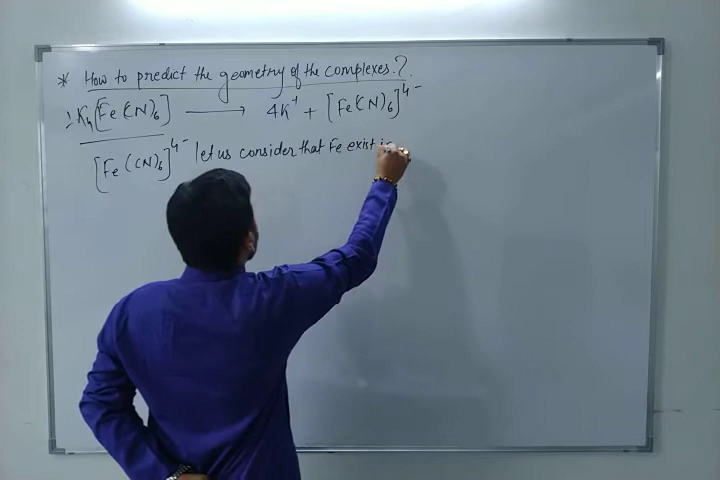 * How to predict the geometry of the complexes.?
:- K₄[Fe(CN)₆] ⟶ 4K⁺ + [Fe(CN)₆]⁴⁻
[Fe(CN)₆]⁴⁻ let us consider that Fe exist in